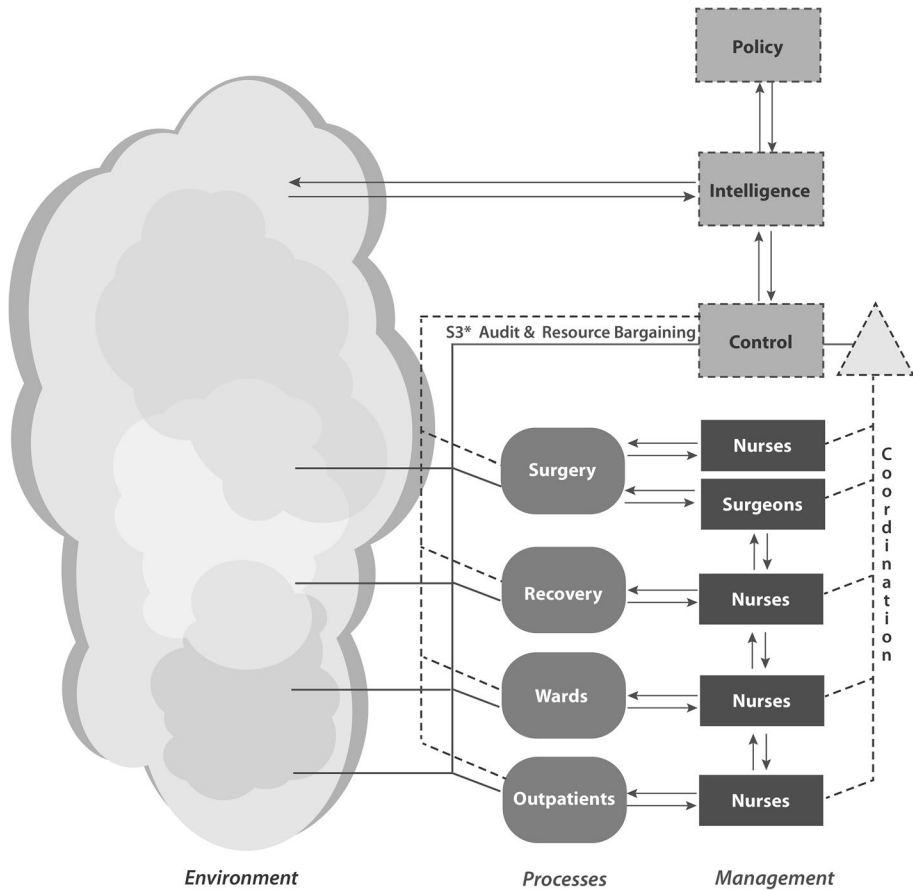 Policy
Intelligence
S3* Audit & Resource Bargaining
Control
Coordination
Surgery
Nurses
Surgeons
Recovery
Nurses
Wards
Nurses
Outpatients
Nurses
Environment
Processes
Management